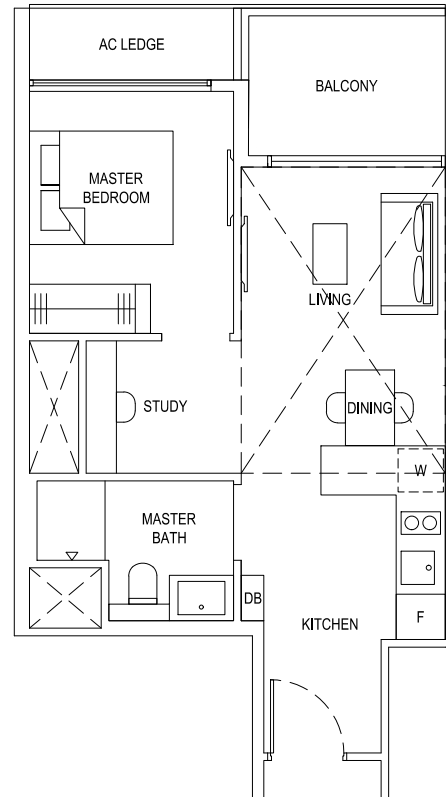 AC LEDGE
BALCONY
MASTER
BEDROOM
LIVING
STUDY
DINING
W
MASTER
BATH
DB
KITCHEN
F